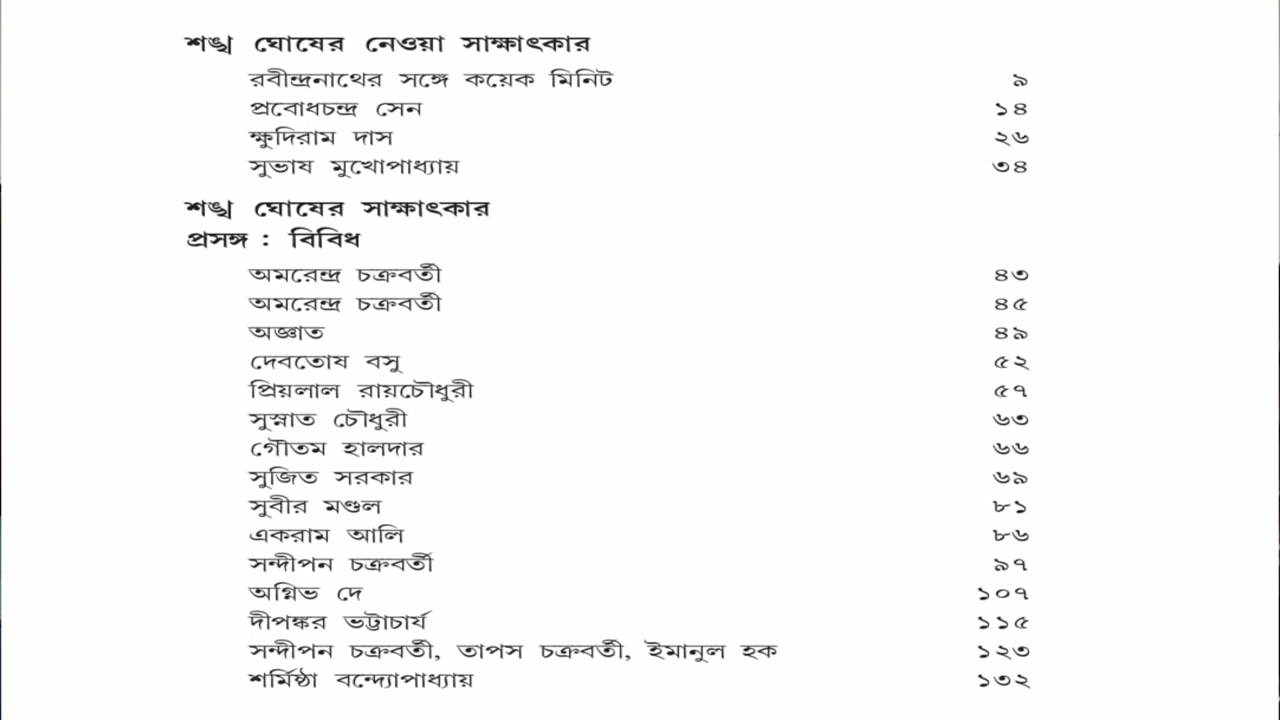 শঙ্খ ঘোষের নেওয়া সাক্ষাৎকার
রবীন্দ্রনাথের সঙ্গে কয়েক মিনিট ৯
প্রবোধচন্দ্র সেন ১৪
ক্ষুদিরাম দাস ২৬
সুভাষ মুখোপাধ্যায় ৩৪
শঙ্খ ঘোষের সাক্ষাৎকার
প্রসঙ্গ : বিবিধ
অমরেন্দ্র চক্রবর্তী ৪৩
অমরেন্দ্র চক্রবর্তী ৪৫
অজ্ঞাত ৪৯
দেবতোষ বসু ৫২
প্রিয়লাল রায়চৌধুরী ৫৭
সুস্নাত চৌধুরী ৬৩
গৌতম হালদার ৬৬
সুজিত সরকার ৬৯
সুবীর মণ্ডল ৮১
একরাম আলি ৮৬
সন্দীপন চক্রবর্তী ৯৭
অগ্নিভ দে ১০৭
দীপঙ্কর ভট্টাচার্য ১১৫
সন্দীপন চক্রবর্তী, তাপস চক্রবর্তী, ইমানুল হক ১২৩
শর্মিষ্ঠা বন্দ্যোপাধ্যায় ১৩২